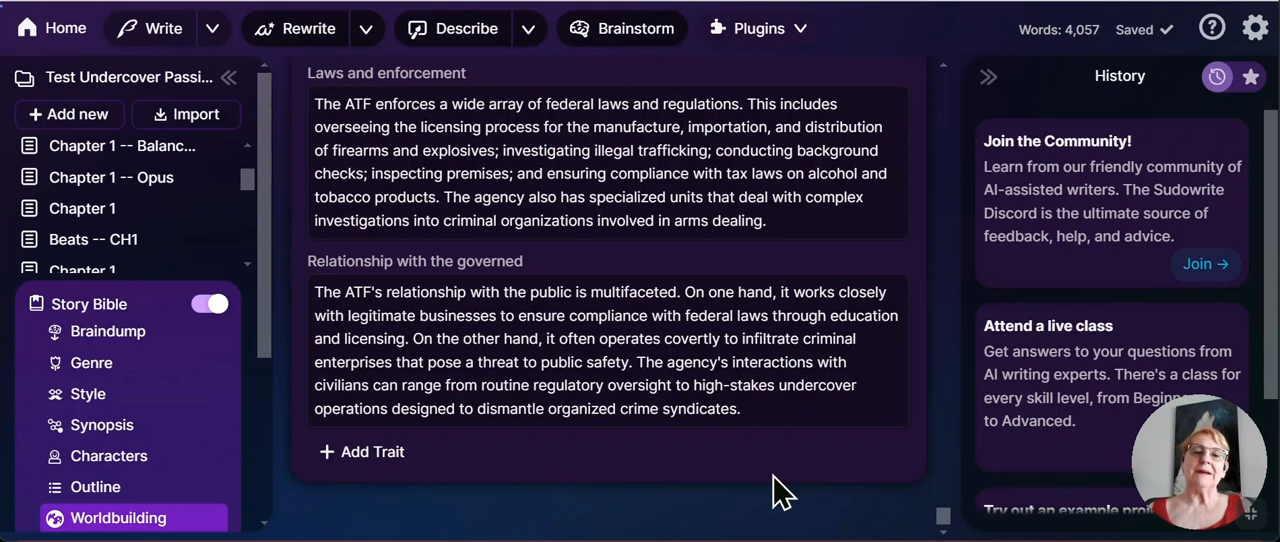 Home
Write
Rewrite
Describe
Brainstorm
Plugins
Words: 4,057
Saved
Test Undercover Passi...
Add new
Import
Chapter 1 -- Balanc...
Chapter 1 -- Opus
Chapter 1
Beats -- CH1
Chapter 1
Story Bible
Braindump
Genre
Style
Synopsis
Characters
Outline
Worldbuilding
Laws and enforcement
The ATF enforces a wide array of federal laws and regulations. This includes
overseeing the licensing process for the manufacture, importation, and distribution
of firearms and explosives; investigating illegal trafficking; conducting background
checks; inspecting premises; and ensuring compliance with tax laws on alcohol and
tobacco products. The agency also has specialized units that deal with complex
investigations into criminal organizations involved in arms dealing.
Relationship with the governed
The ATF's relationship with the public is multifaceted. On one hand, it works closely
with legitimate businesses to ensure compliance with federal laws through education
and licensing. On the other hand, it often operates covertly to infiltrate criminal
enterprises that pose a threat to public safety. The agency's interactions with
civilians can range from routine regulatory oversight to high-stakes undercover
operations designed to dismantle organized crime syndicates.
+ Add Trait
History
Join the Community!
Learn from our friendly community of
AI-assisted writers. The Sudowrite
Discord is the ultimate source of
feedback, help, and advice.
Join →
Attend a live class
Get answers to your questions from
AI writing experts. There's a class for
every skill level, from Begin
to Advanced.
Try out an example